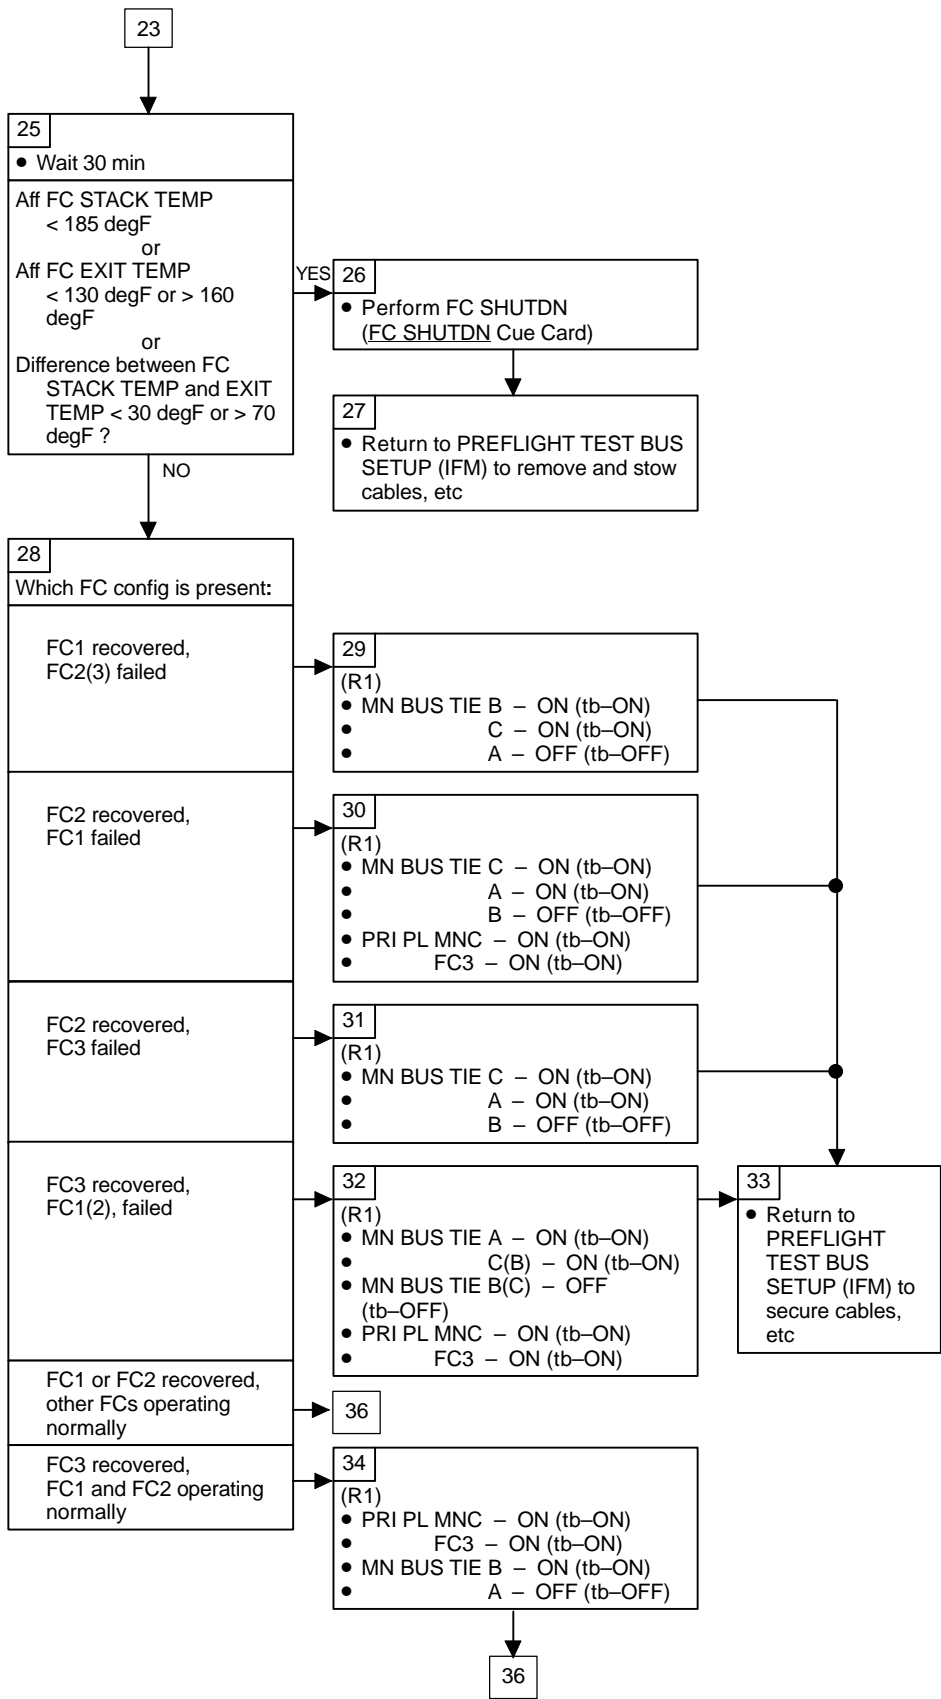 23
25
• Wait 30 min
Aff FC STACK TEMP
< 185 degF
or
Aff FC EXIT TEMP
< 130 degF or > 160
degF
or
Difference between FC
STACK TEMP and EXIT
TEMP < 30 degF or > 70
degF ?
YES
26
• Perform FC SHUTDN
(FC SHUTDN Cue Card)
27
• Return to PREFLIGHT TEST BUS
SETUP (IFM) to remove and stow
cables, etc
NO
28
Which FC config is present:
FC1 recovered,
FC2(3) failed
29
(R1)
• MN BUS TIE B – ON (tb–ON)
• C – ON (tb–ON)
• A – OFF (tb–OFF)
FC2 recovered,
FC1 failed
30
(R1)
• MN BUS TIE C – ON (tb–ON)
• A – ON (tb–ON)
• B – OFF (tb–OFF)
• PRI PL MNC – ON (tb–ON)
• FC3 – ON (tb–ON)
FC2 recovered,
FC3 failed
31
(R1)
• MN BUS TIE C – ON (tb–ON)
• A – ON (tb–ON)
• B – OFF (tb–OFF)
FC3 recovered,
FC1(2), failed
32
(R1)
• MN BUS TIE A – ON (tb–ON)
• C(B) – ON (tb–ON)
• MN BUS TIE B(C) – OFF
(tb–OFF)
• PRI PL MNC – ON (tb–ON)
• FC3 – ON (tb–ON)
33
• Return to
PREFLIGHT
TEST BUS
SETUP (IFM) to
secure cables,
etc
FC1 or FC2 recovered,
other FCs operating
normally
36
FC3 recovered,
FC1 and FC2 operating
normally
34
(R1)
• PRI PL MNC – ON (tb–ON)
• FC3 – ON (tb–ON)
• MN BUS TIE B – ON (tb–ON)
• A – OFF (tb–OFF)
36